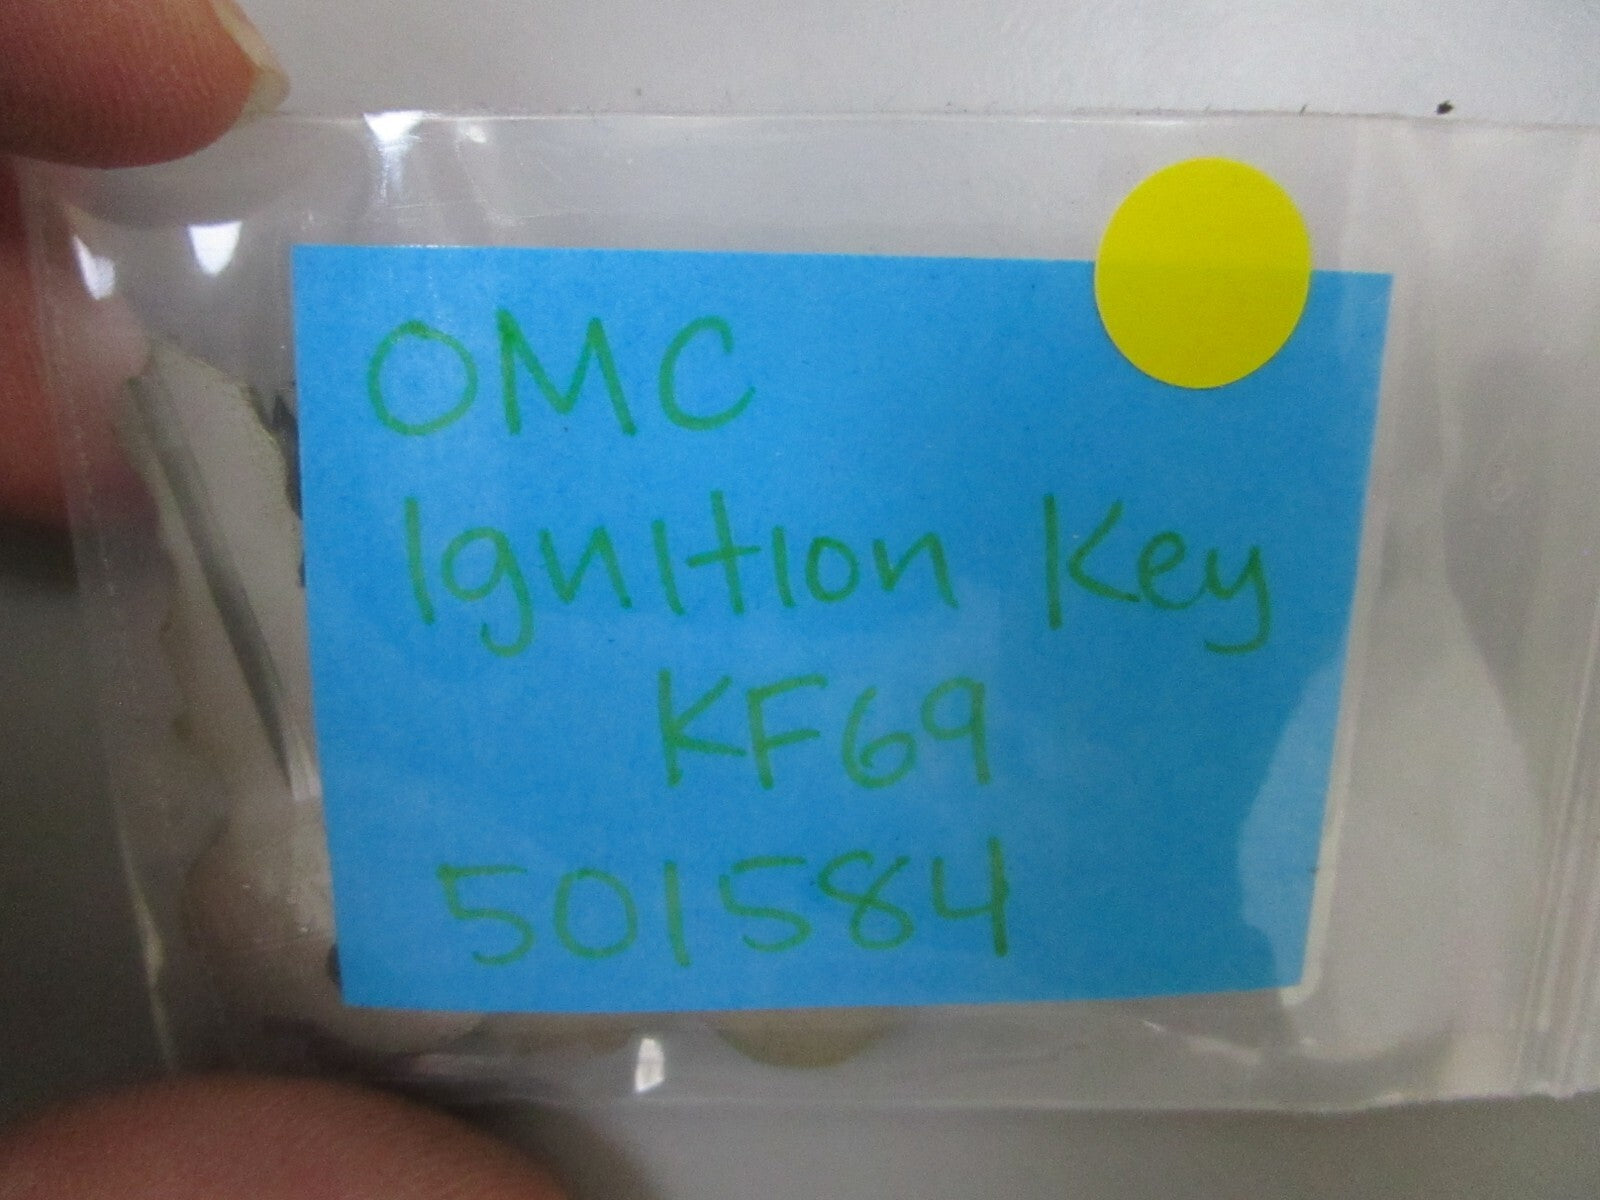 OMC
Ignition Key
KF69
501584